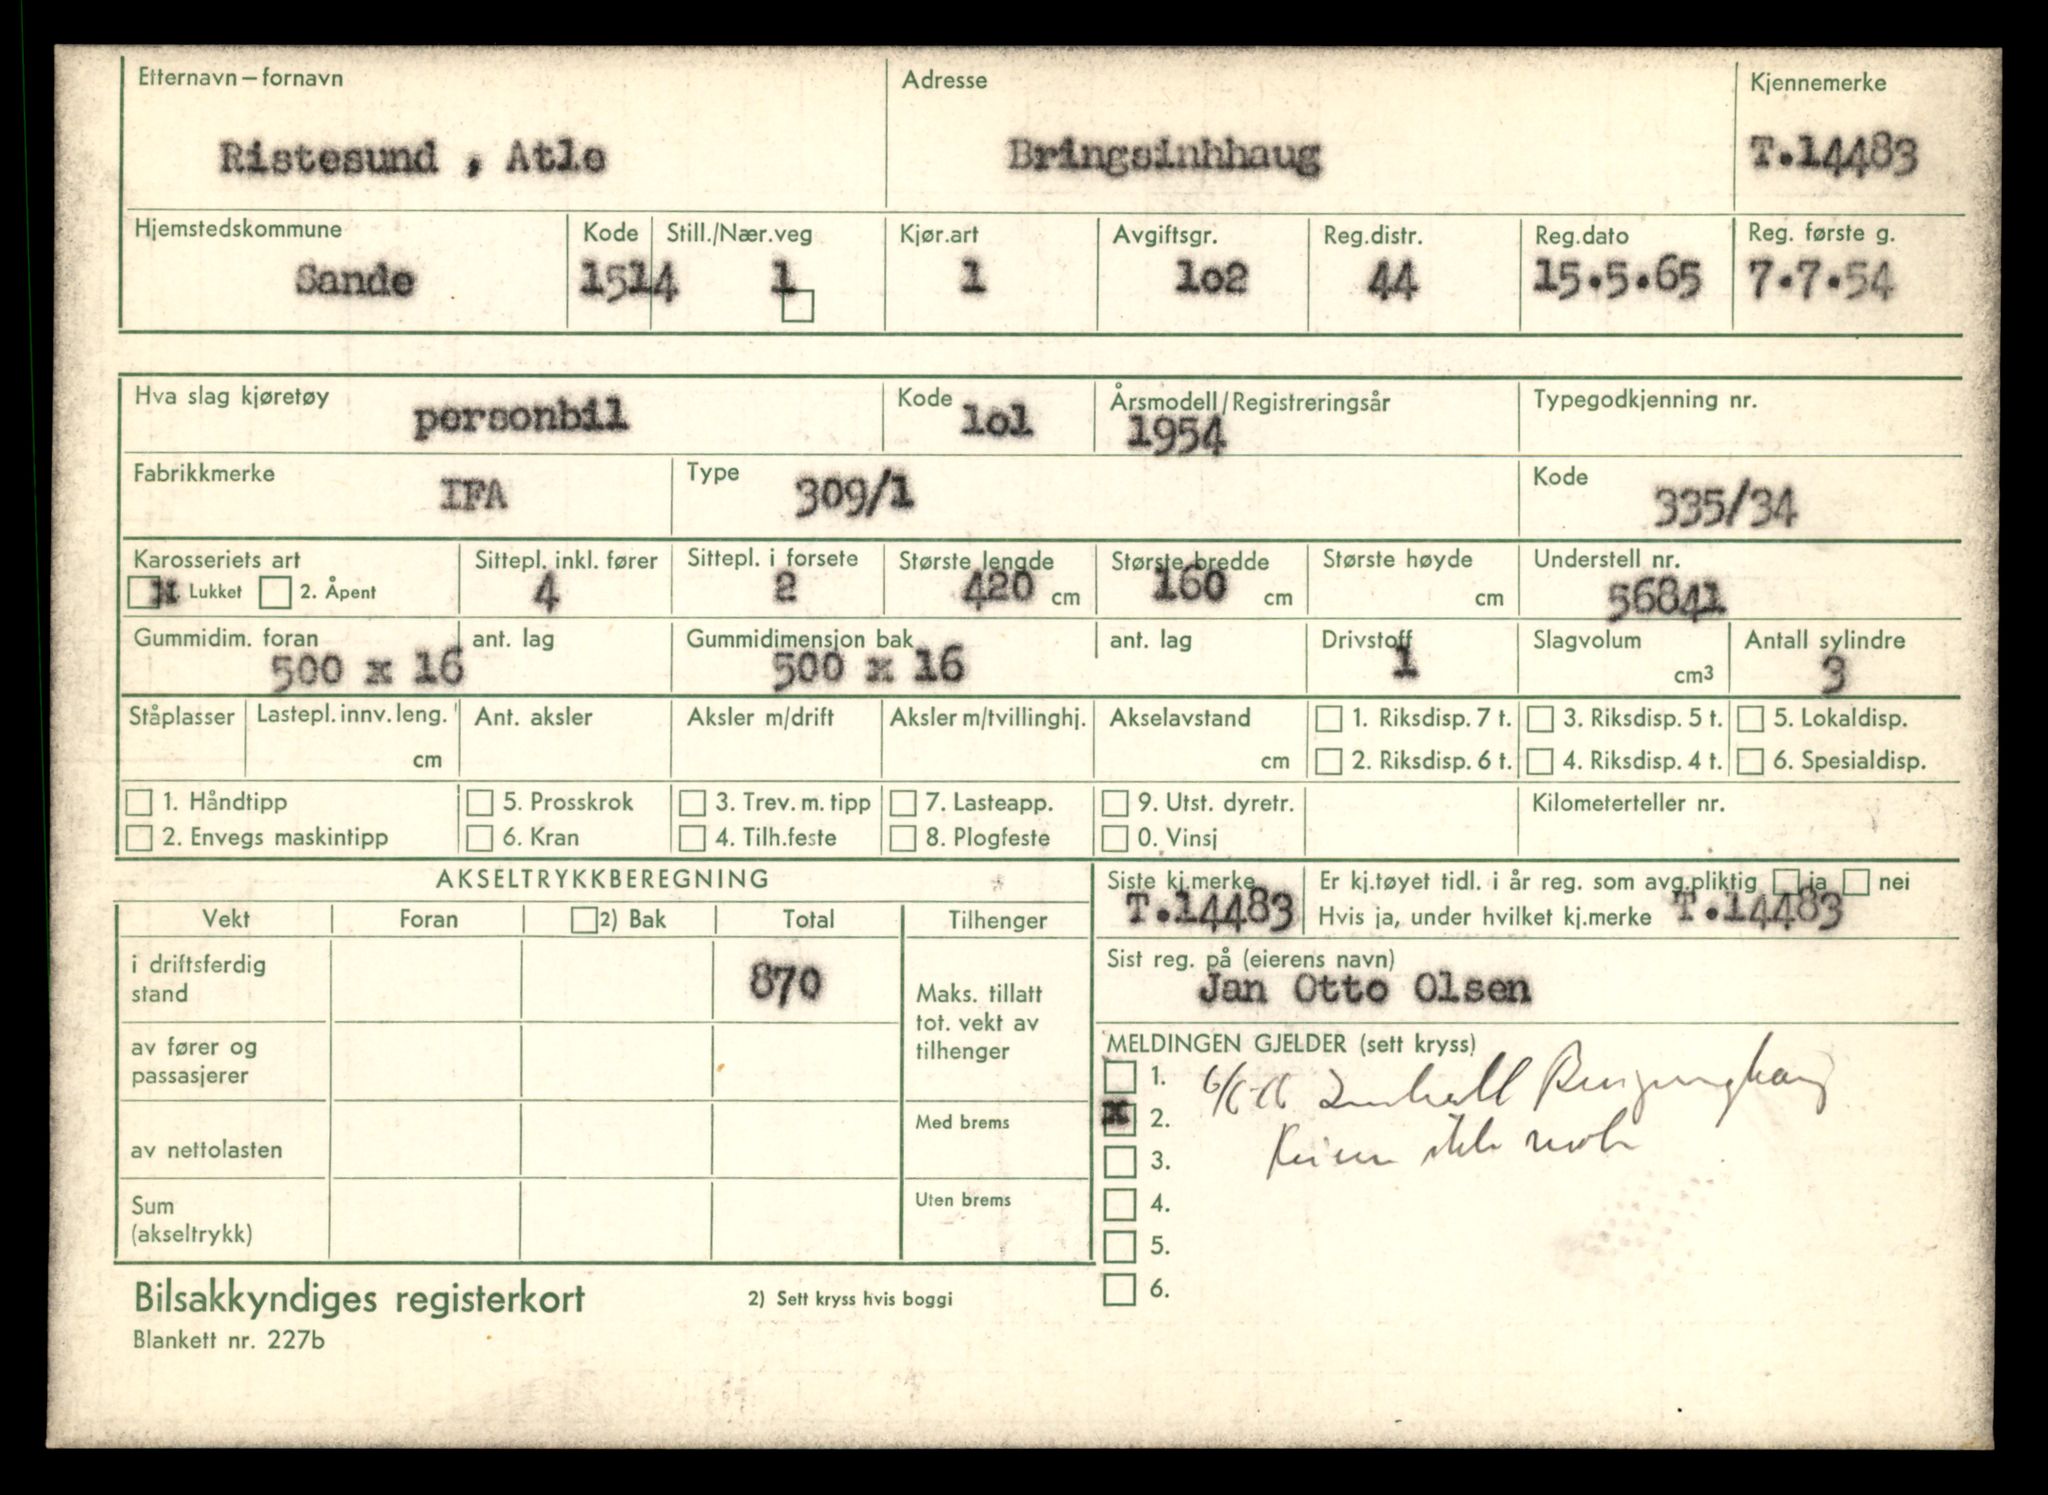 Etternavn – fornavn Adresse Kjennemerke
Ristesund , Atle Bringsinhhaug T.14483
Hjemstedskommune Kode Still./Nær.veg Kjør.art Avgiftsgr. Reg.distr. Reg.dato Reg. første g.
Sande 1514 1 1 1o2 44 15.5.65 7.7.54
Hva slag kjøretøy Kode Årsmodell/Registreringsår Typegodkjenning nr.
personbil 1o1 1954
Fabrikkmerke Type Kode
IFA 309/1 335/34
Karosseriets art Sittepl. inkl. fører Sittepl. i forsete Største lengde Største bredde Største høyde Understell nr.
x Lukket 2. Åpent 4 2 420 cm 160 cm cm 56841
Gummidim. foran ant. lag Gummidimensjon bak ant. lag Drivstoff Slagvolum Antall sylindre
500 x 16 500 x 16 1 cm3 3
Ståplasser Lastepl. innv. leng. Ant. aksler Aksler m/drift Aksler m/tvillinghj. Akselavstand 1. Riksdisp. 7 t. 3. Riksdisp. 5 t. 5. Lokaldisp.
cm cm 2. Riksdisp. 6 t. 4. Riksdisp. 4 t. 6. Spesialdisp.
1. Håndtipp 5. Prosskrok 3. Trev. m. tipp 7. Lasteapp. 9. Utst. dyretr. Kilometerteller nr.
2. Envegs maskintipp 6. Kran 4. Tilh.feste 8. Plogfeste 0. Vinsj
AKSELTRYKKBEREGNING Siste kj.merke Er kj.tøyet tidl. i år reg. som avg.pliktig ja nei
T.14483 Hvis ja, under hvilket kj.merke T.14483
Vekt Foran 2) Bak Total Tilhenger
Sist reg. på (eierens navn)
Jan Otto Olsen
i driftsferdig stand 870 Maks. tillatt tot. vekt av tilhenger
av fører og passasjerer
MELDINGEN GJELDER (sett kryss)
1.
x 2.
ikke
3.
4.
5.
6.
av nettolasten Med brems
Sum (akseltrykk) Uten brems
Bilsakkyndiges registerkort 2) Sett kryss hvis boggi
Blankett nr. 227b